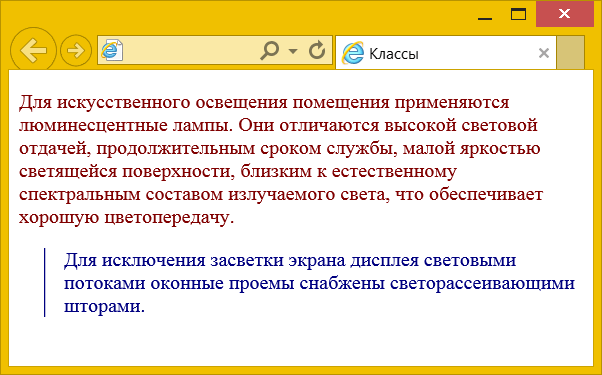 Классы
Для искусственного освещения помещения применяются
люминесцентные лампы. Они отличаются высокой световой
отдачей, продолжительным сроком службы, малой яркостью
светящейся поверхности, близким к естественному
спектральным составом излучаемого света, что обеспечивает
хорошую цветопередачу.
Для исключения засветки экрана дисплея световыми
потоками оконные проемы снабжены светорассеивающими
шторами.